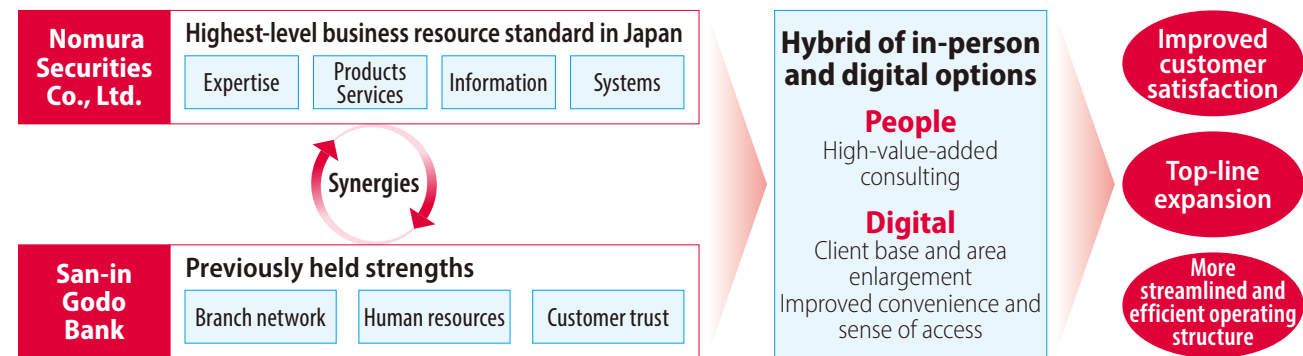 Nomura
Securities
Co., Ltd.
Highest-level business resource standard in Japan
Expertise
Products
Services
Information
Systems
Synergies
San-in
Godo
Bank
Previously held strengths
Branch network
Human resources
Customer trust
Hybrid of in-person
and digital options
People
High-value-added
consulting
Digital
Client base and area
enlargement
Improved convenience and
sense of access
Improved
customer
satisfaction
Top-line
expansion
More
streamlined and
efficient operating
structure